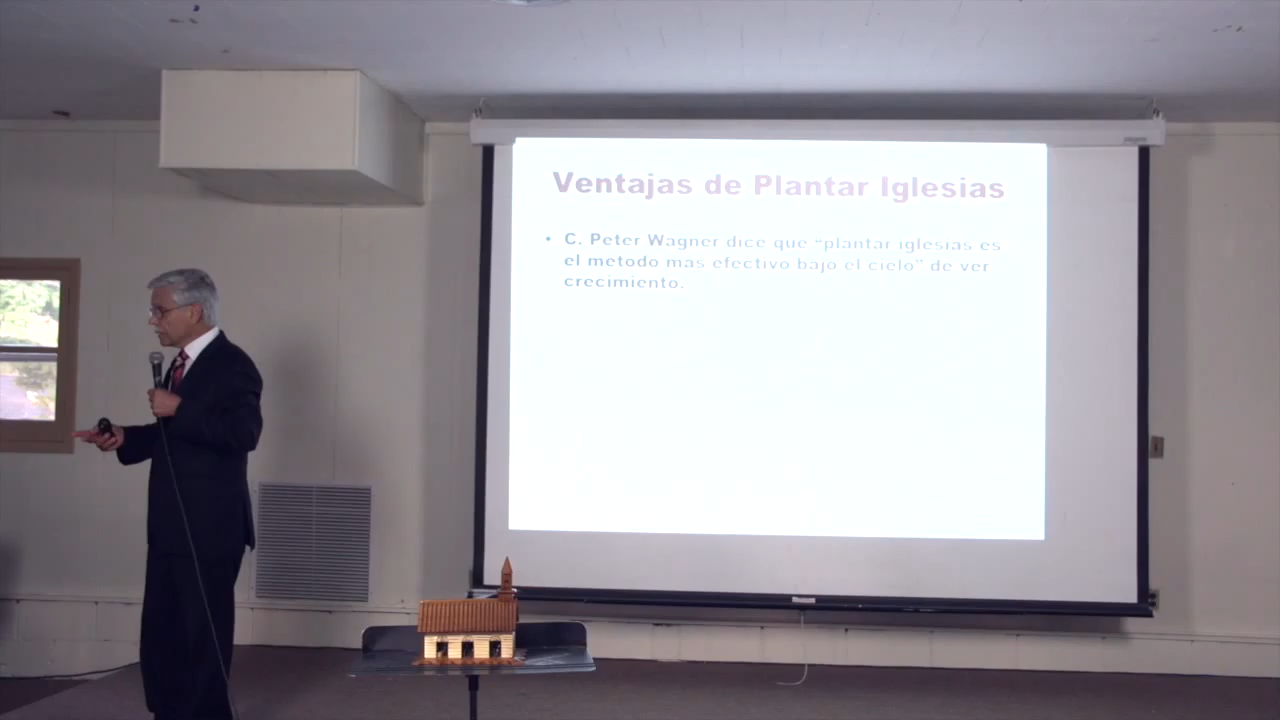 Ventajas de Plantar Iglesias
• C. Peter Wagner dice que “plantar iglesias es
el metodo mas efectivo bajo el cielo” de ver
crecimiento.